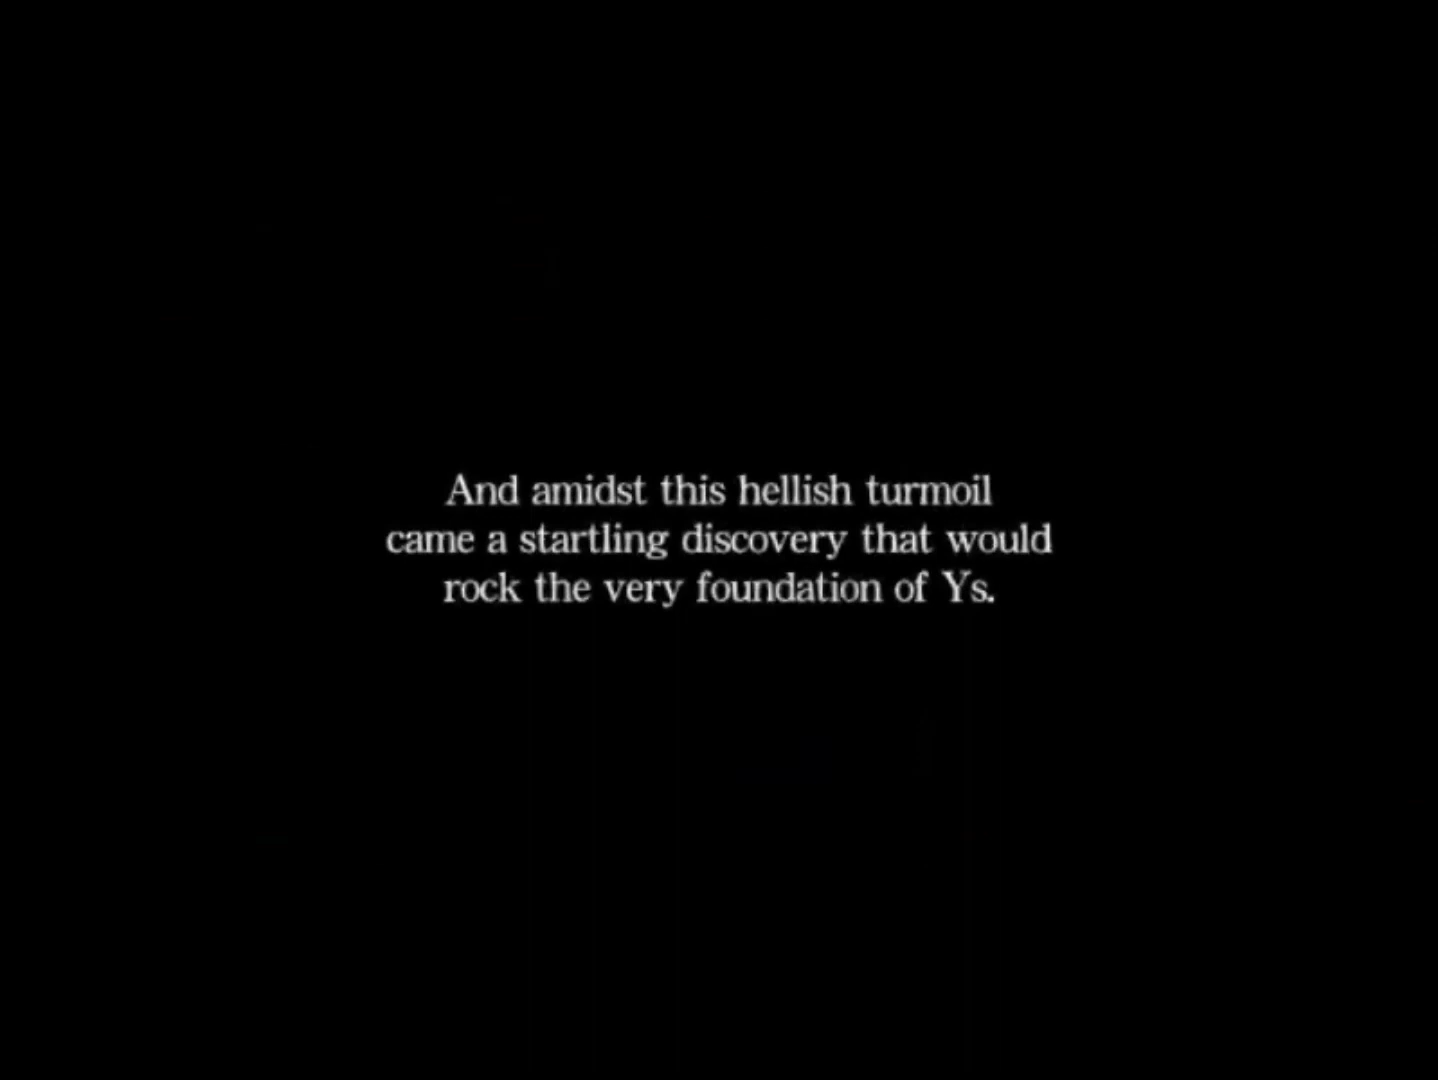 And amidst this hellish turmoil
came a startling discovery that would
rock the very foundation of Ys.